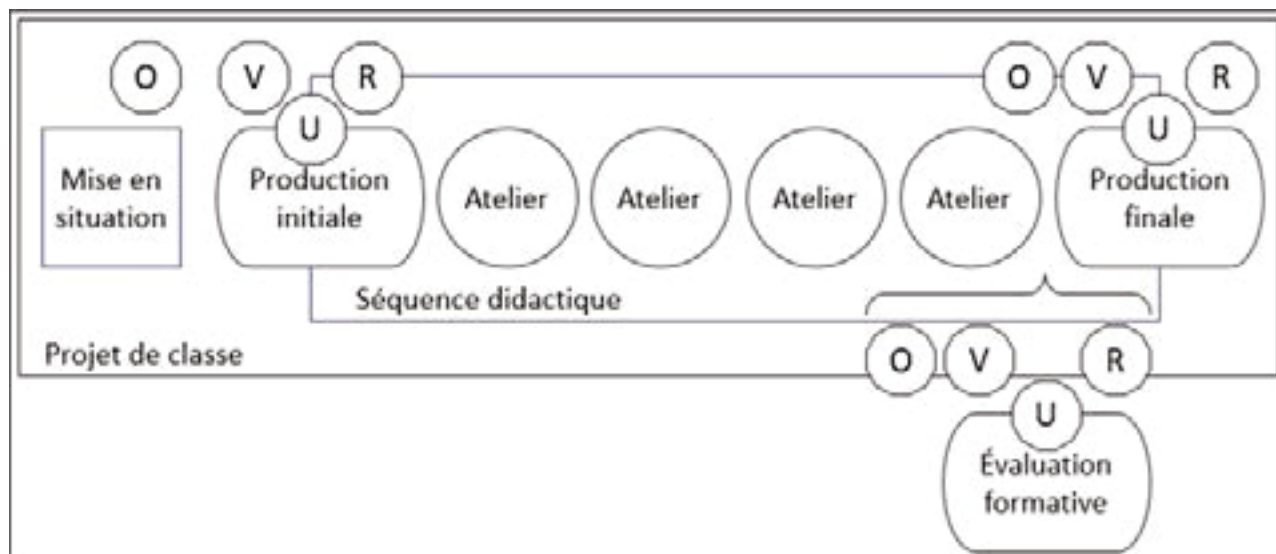 O V R O V R
U U
Mise en
situation
Production
initiale
Atelier
Atelier
Atelier
Atelier
Production
finale
Séquence didactique
Projet de classe
O V R
U
Évaluation
formative